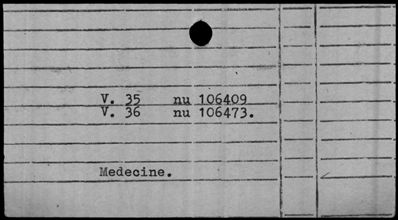 V. 35 nu 106409
V. 36 nu 106473.
Medecine.